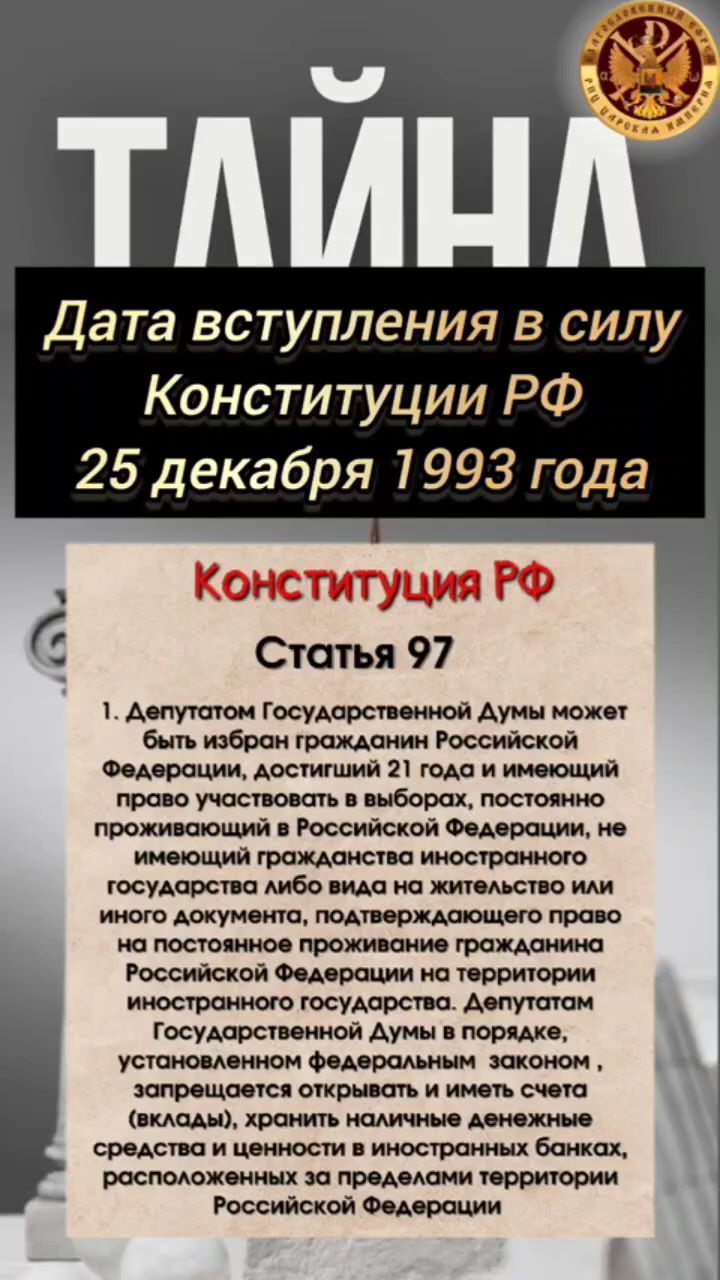 ТАЙНА
БЛАГОСЛОВЕННЫЙ
РПЦ ЦАРСКАЯ ИМПЕРИЯ
Дата вступления в силу
Конституции РФ
25 декабря 1993 года
Конституция РФ
Статья 97
1. Депутатом Государственной Думы может
быть избран гражданин Российской
Федерации, достигший 21 года и имеющий
право участвовать в выборах, постоянно
проживающий в Российской Федерации, не
имеющий гражданства иностранного
государства либо вида на жительство или
иного документа, подтверждающего право
на постоянное проживание гражданина
Российской Федерации на территории
иностранного государства. Депутатам
Государственной Думы в порядке,
установленном федеральным законом ,
запрещается открывать и иметь счета
(вклады), хранить наличные денежные
средства и ценности в иностранных банках,
расположенных за пределами территории
Российской Федерации